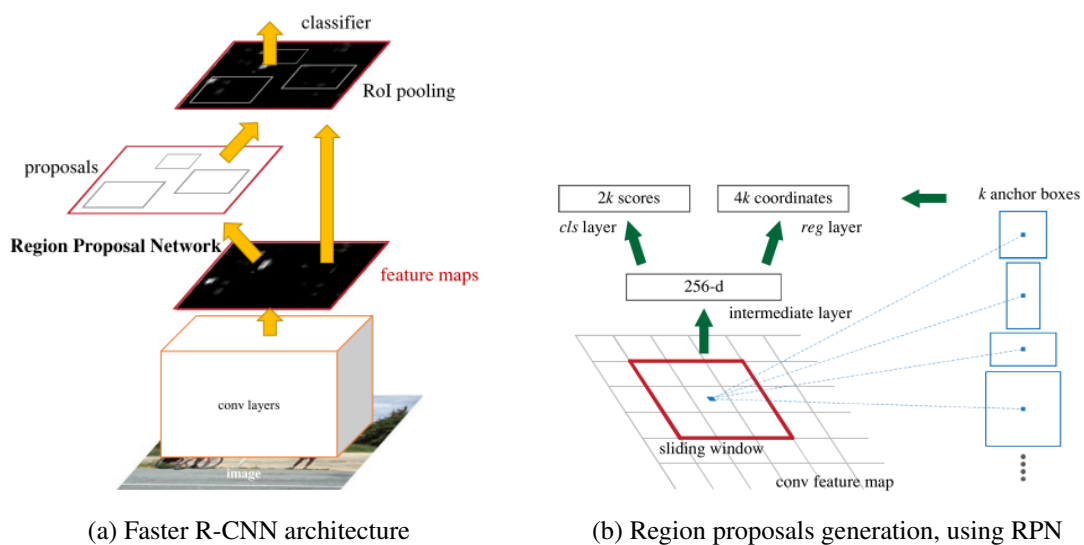 classifier
RoI pooling
proposals
Region Proposal Network
feature maps
conv layers
image
(a) Faster R-CNN architecture
2k scores
4k coordinates
k anchor boxes
cls layer
reg layer
256-d
intermediate layer
sliding window
conv feature map
(b) Region proposals generation, using RPN